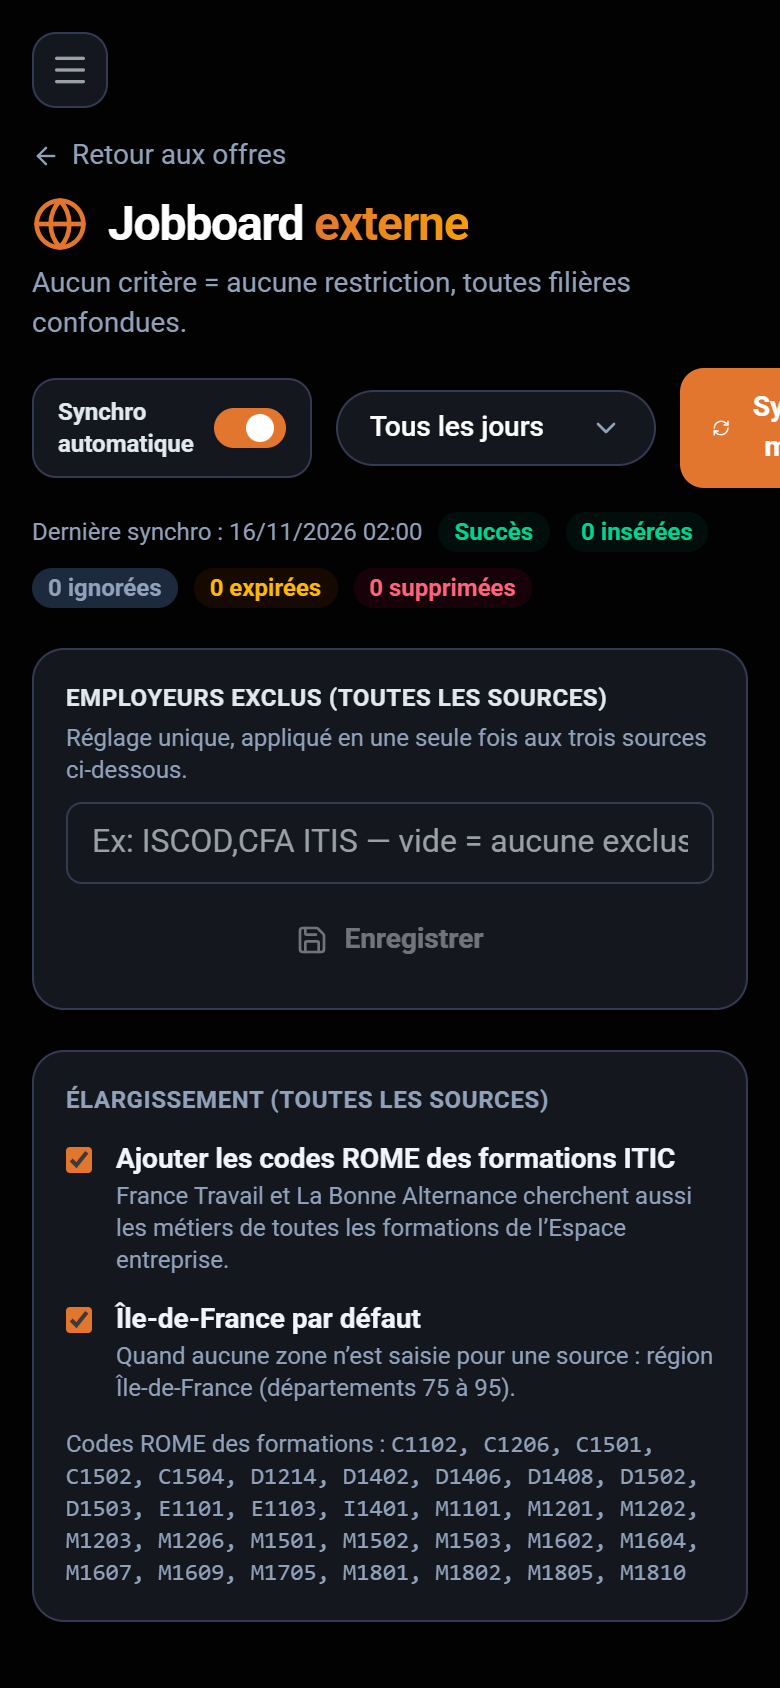 Retour aux offres
Jobboard externe
Aucun critère = aucune restriction, toutes filières
confondues.
Synchro
automatique
Tous les jours
Dernière synchro : 16/11/2026 02:00 Succès 0 insérées
0 ignorées 0 expirées 0 supprimées
EMPLOYEURS EXCLUS (TOUTES LES SOURCES)
Réglage unique, appliqué en une seule fois aux trois sources
ci-dessous.
Ex: ISCOD,CFA ITIS — vide = aucune exclus
Enregistrer
ÉLARGISSEMENT (TOUTES LES SOURCES)
Ajouter les codes ROME des formations ITIC
France Travail et La Bonne Alternance cherchent aussi
les métiers de toutes les formations de l’Espace
entreprise.
Île-de-France par défaut
Quand aucune zone n’est saisie pour une source : région
Île-de-France (départements 75 à 95).
Codes ROME des formations : C1102, C1206, C1501,
C1502, C1504, D1214, D1402, D1406, D1408, D1502,
D1503, E1101, E1103, I1401, M1101, M1201, M1202,
M1203, M1206, M1501, M1502, M1503, M1602, M1604,
M1607, M1609, M1705, M1801, M1802, M1805, M1810